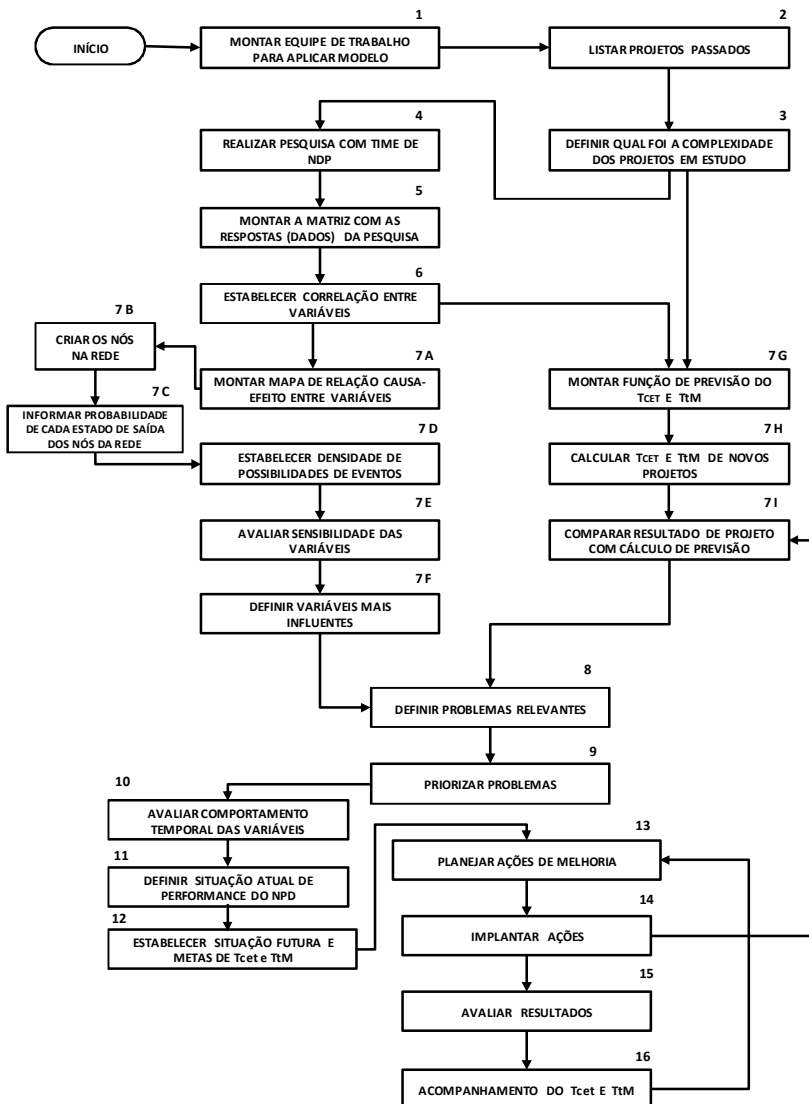 INÍCIO
1
MONTAR EQUIPE DE TRABALHO
PARA APLICAR MODELO
2
LISTAR PROJETOS PASSADOS
3
DEFINIR QUAL FOI A COMPLEXIDADE
DOS PROJETOS EM ESTUDO
4
REALIZAR PESQUISA COM TIME DE
NDP
5
MONTAR A MATRIZ COM AS
RESPOSTAS (DADOS) DA PESQUISA
6
ESTABELECER CORRELAÇÃO ENTRE
VARIÁVEIS
7 A
MONTAR MAPA DE RELAÇÃO CAUSA-
EFEITO ENTRE VARIÁVEIS
7 B
CRIAR OS NÓS
NA REDE
7 C
INFORMAR PROBABILIDADE
DE CADA ESTADO DE SAÍDA
DOS NÓS DA REDE
7 D
ESTABELECER DENSIDADE DE
POSSIBILIDADES DE EVENTOS
7 E
AVALIAR SENSIBILIDADE DAS
VARIÁVEIS
7 F
DEFINIR VARIÁVEIS MAIS
INFLUENTES
7 G
MONTAR FUNÇÃO DE PREVISÃO DO
TCET E TtM
7 H
CALCULAR TCET E TtM DE NOVOS
PROJETOS
7 I
COMPARAR RESULTADO DE PROJETO
COM CÁLCULO DE PREVISÃO
8
DEFINIR PROBLEMAS RELEVANTES
9
PRIORIZAR PROBLEMAS
10
AVALIAR COMPORTAMENTO
TEMPORAL DAS VARIÁVEIS
11
DEFINIR SITUAÇÃO ATUAL DE
PERFORMANCE DO NPD
12
ESTABELECER SITUAÇÃO FUTURA E
METAS DE Tcet e TtM
13
PLANEJAR AÇÕES DE MELHORIA
14
IMPLANTAR AÇÕES
15
AVALIAR RESULTADOS
16
ACOMPANHAMENTO DO Tcet E TtM